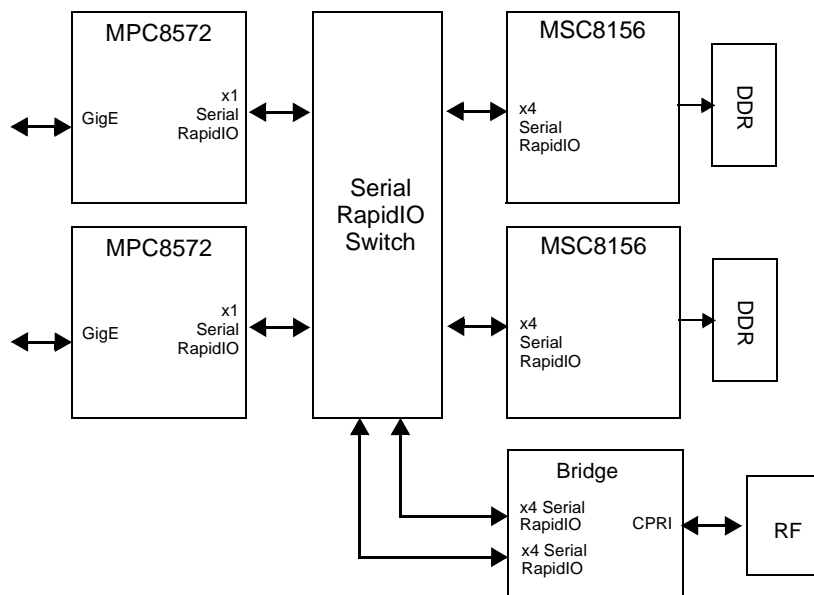 MPC8572
GigE
x1
Serial
RapidIO
MPC8572
GigE
x1
Serial
RapidIO
Serial
RapidIO
Switch
MSC8156
x4
Serial
RapidIO
DDR
MSC8156
x4
Serial
RapidIO
DDR
Bridge
x4 Serial
RapidIO
x4 Serial
RapidIO
CPRI
RF